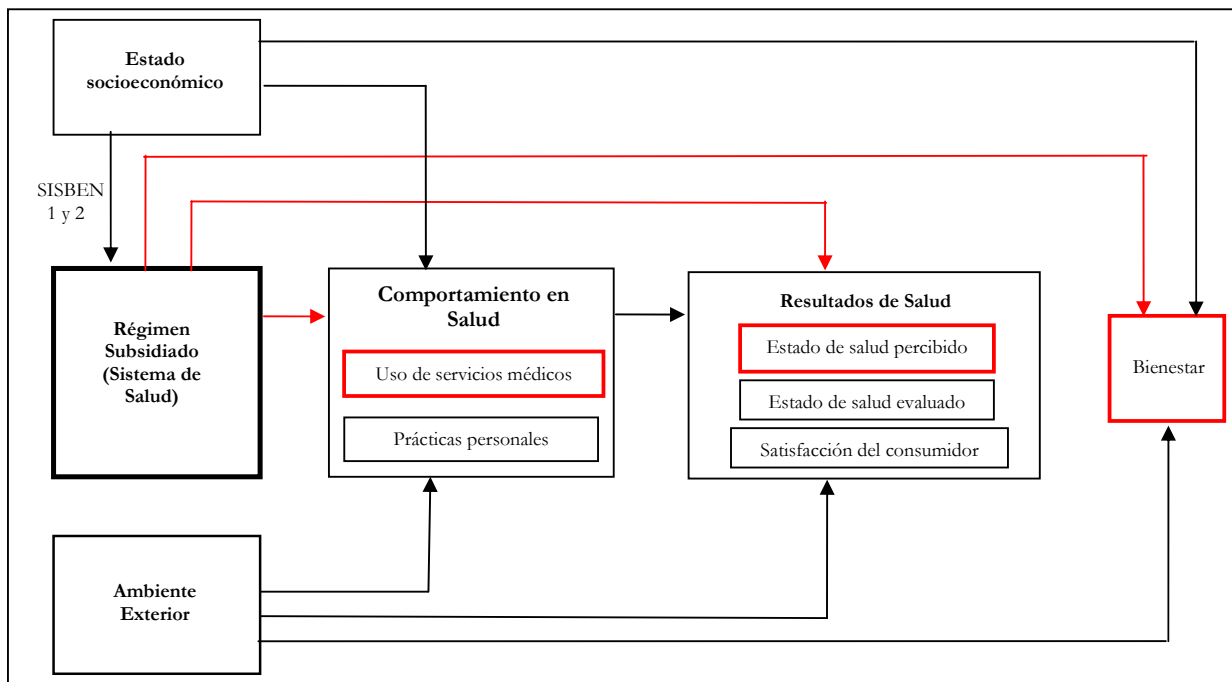 Estado
socioeconómico
SISBEN
1 y 2
Régimen
Subsidiado
(Sistema de
Salud)
Comportamiento en
Salud
Uso de servicios médicos
Prácticas personales
Resultados de Salud
Estado de salud percibido
Estado de salud evaluado
Satisfacción del consumidor
Bienestar
Ambiente
Exterior